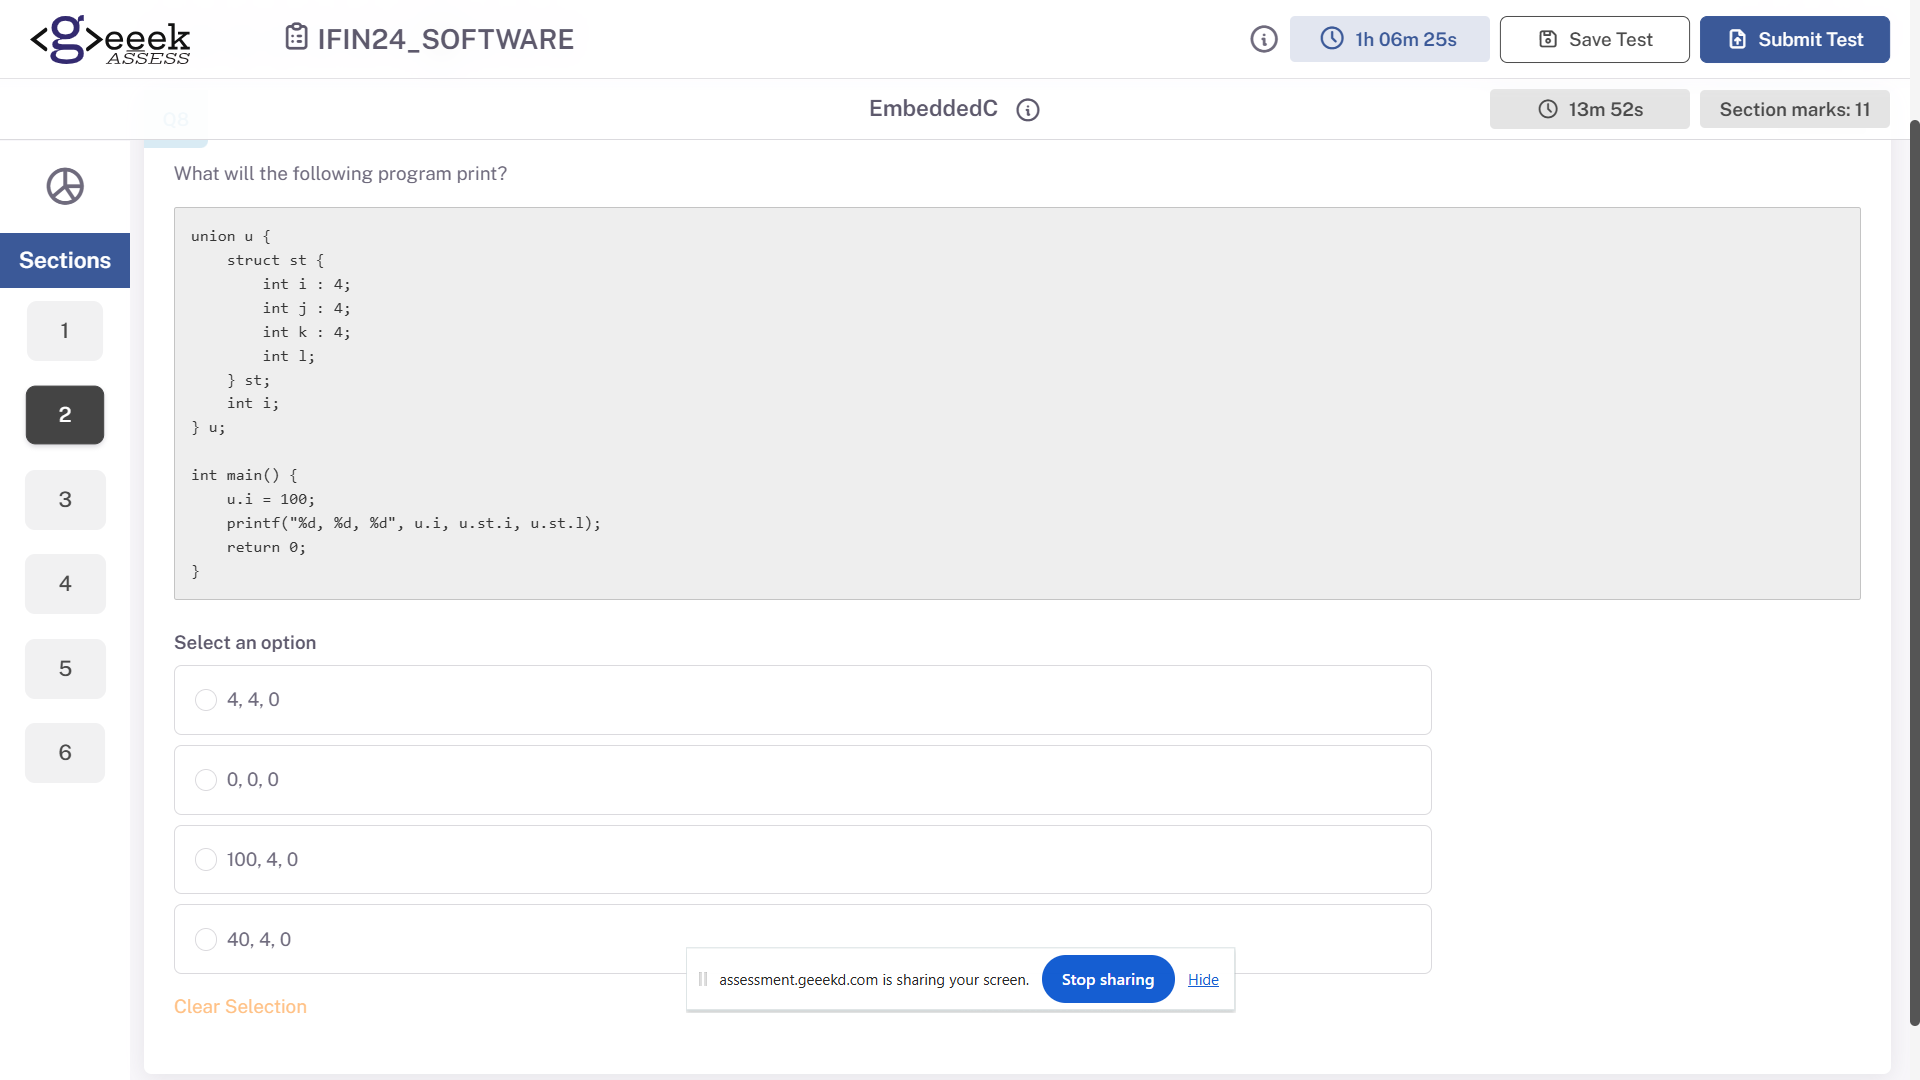 <g>eeek
ASSESS
IFIN24_SOFTWARE
1h 06m 25s
Save Test
Submit Test
Q8
EmbeddedC
13m 52s
Section marks: 11
Sections
1
2
3
4
5
6
What will the following program print?
union u {
    struct st {
        int i : 4;
        int j : 4;
        int k : 4;
        int l;
    } st;
    int i;
} u;
int main() {
    u.i = 100;
    printf("%d, %d, %d", u.i, u.st.i, u.st.l);
    return 0;
}
Select an option
4, 4, 0
0, 0, 0
100, 4, 0
40, 4, 0
assessment.geeekd.com is sharing your screen.
Stop sharing
Hide
Clear Selection